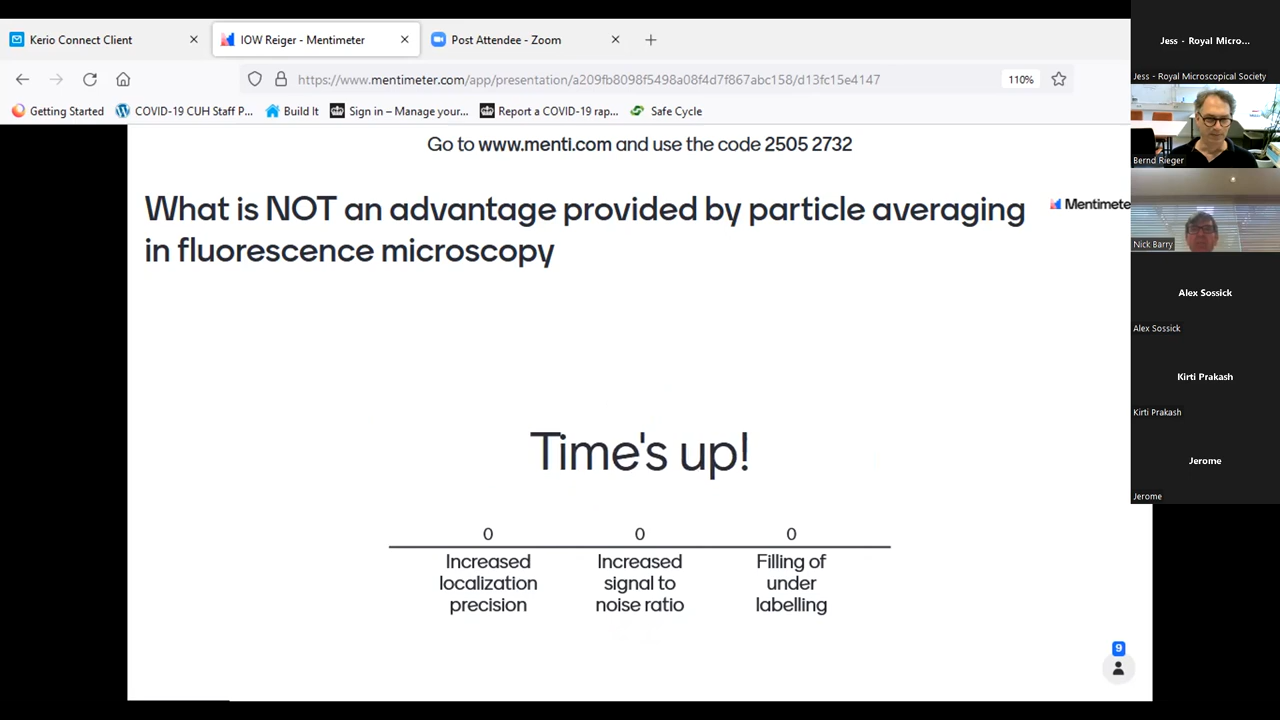 Kerio Connect Client
IOW Reiger - Mentimeter
Post Attendee - Zoom
https://www.mentimeter.com/app/presentation/a209fb8098f5498a08f4d7f867abc158/d13fc15e4147
110%
Getting Started
COVID-19 CUH Staff P...
Build It
Sign in – Manage your...
Report a COVID-19 rap...
Safe Cycle
Go to www.menti.com and use the code 2505 2732
What is NOT an advantage provided by particle averaging
in fluorescence microscopy
Mentimeter
Time's up!
0
Increased
localization
precision
0
Increased
signal to
noise ratio
0
Filling of
under
labelling
9
Jess - Royal Micro...
Jess - Royal Microscopical Society
Bernd Rieger
Nick Barry
Alex Sossick
Alex Sossick
Kirti Prakash
Kirti Prakash
Jerome
Jerome